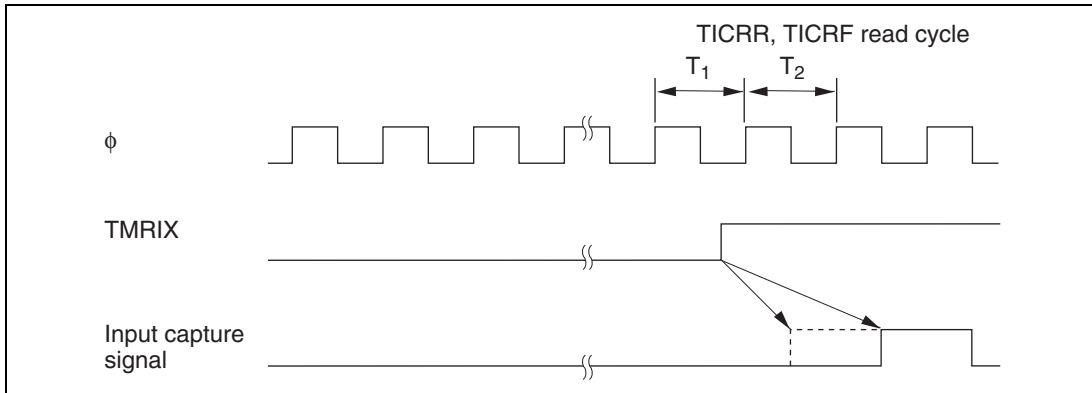 TICRR, TICRF read cycle
T₁ T₂
ϕ
TMRIX
Input capture
signal